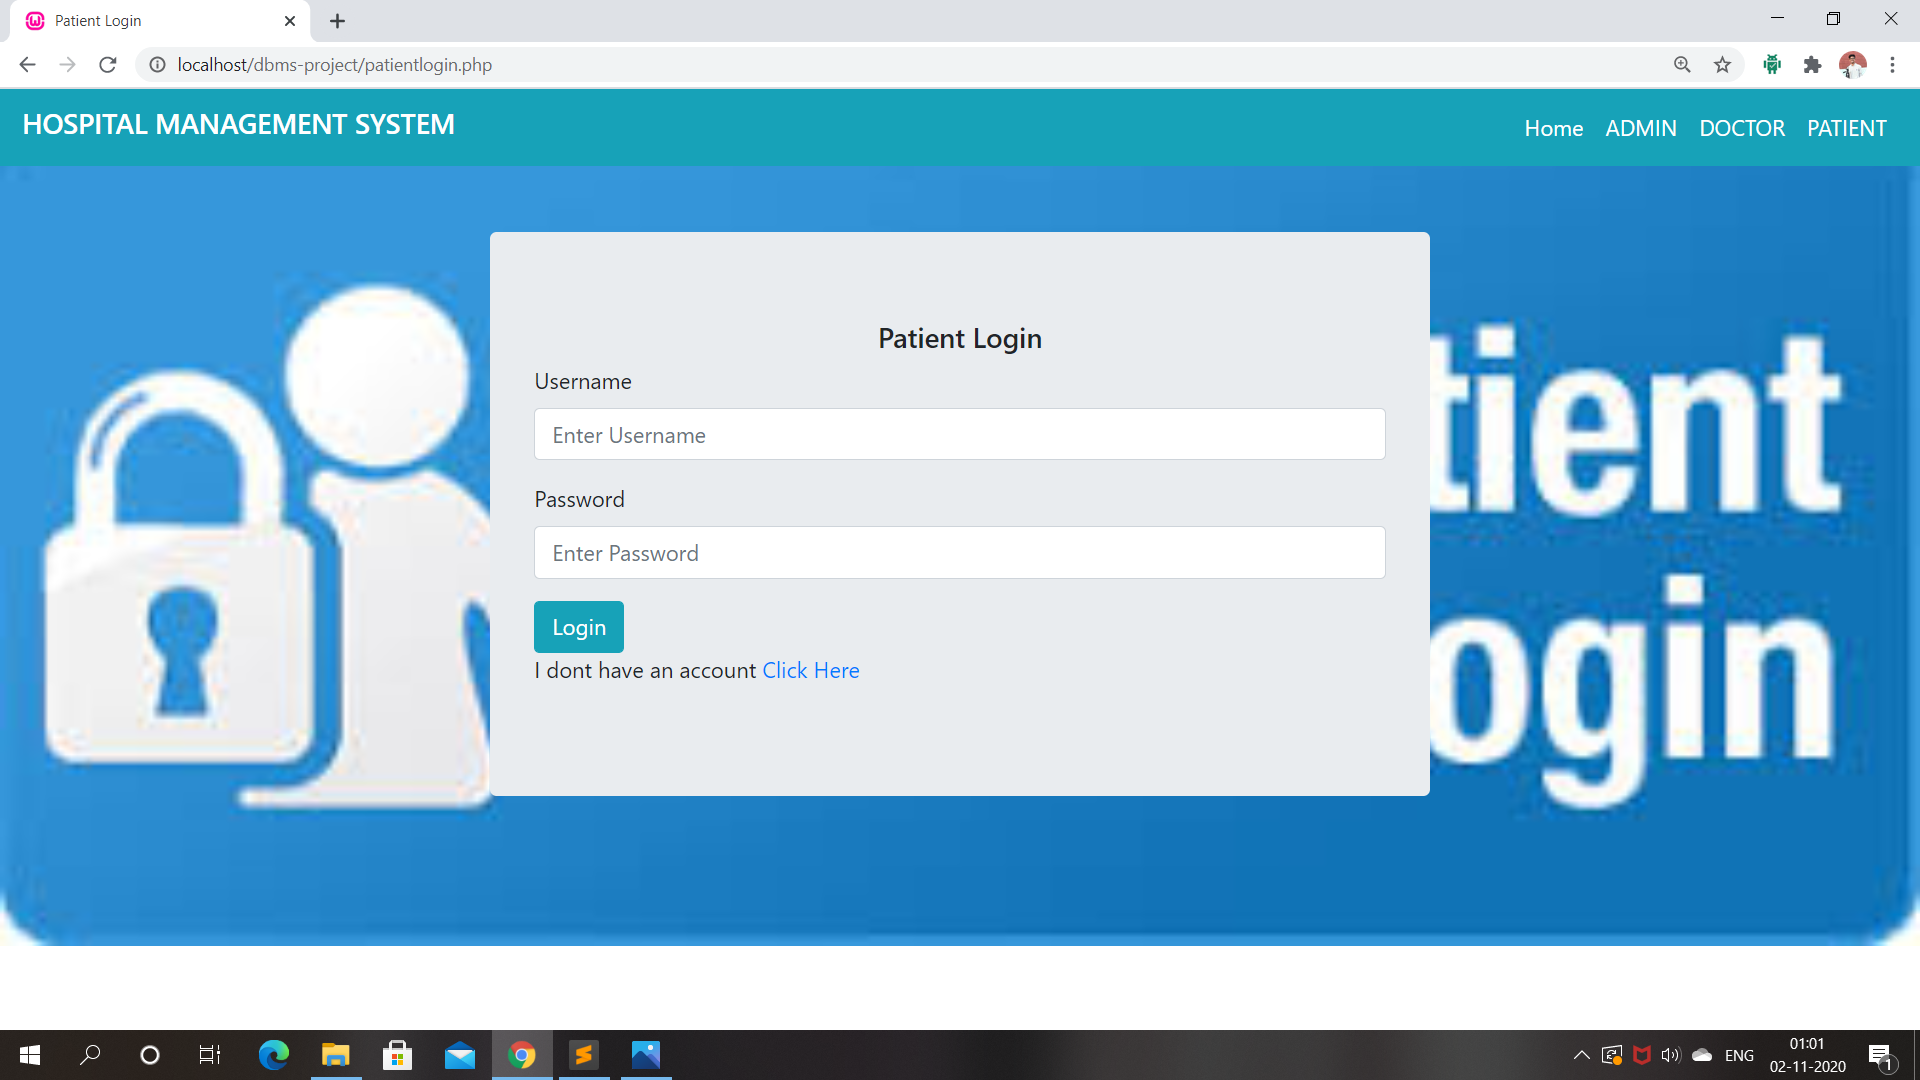 Patient Login
localhost/dbms-project/patientlogin.php
HOSPITAL MANAGEMENT SYSTEM
Home ADMIN DOCTOR PATIENT
Patient Login
Username
Enter Username
Password
Enter Password
Login
I dont have an account Click Here
tient
ogin
ENG
01:01
02-11-2020
1